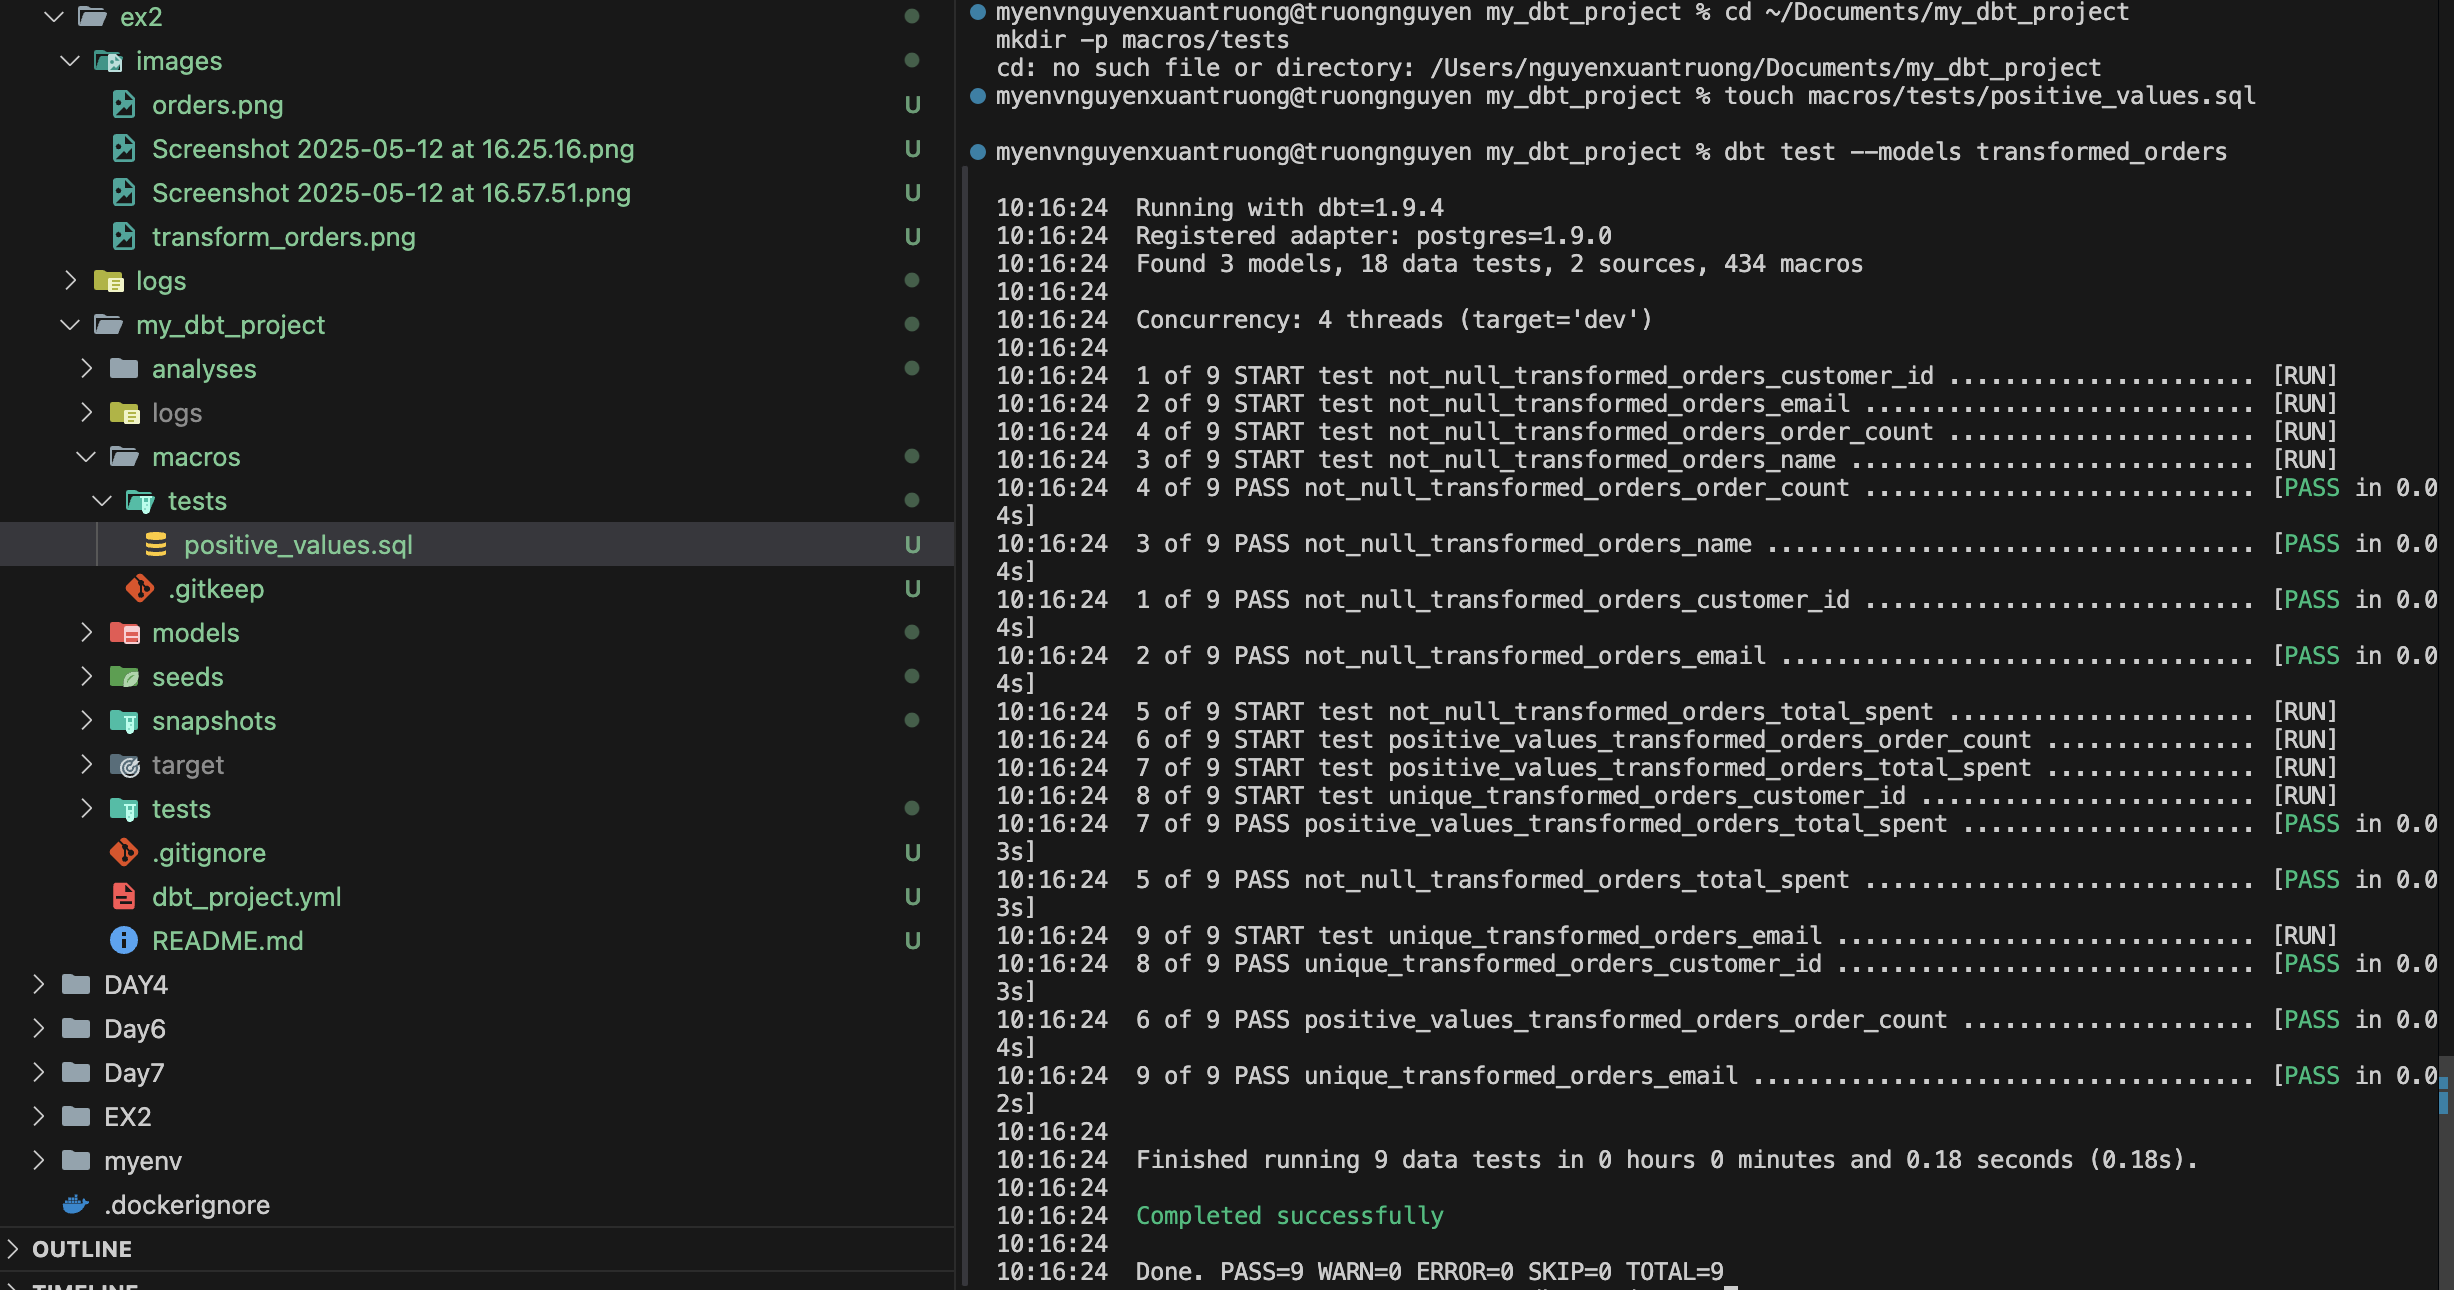 ex2
images
orders.png U
Screenshot 2025-05-12 at 16.25.16.png U
Screenshot 2025-05-12 at 16.57.51.png U
transform_orders.png U
logs
my_dbt_project
analyses
logs
macros
tests
positive_values.sql U
.gitkeep U
models
seeds
snapshots
target
tests
.gitignore U
dbt_project.yml U
README.md U
DAY4
Day6
Day7
EX2
myenv
.dockerignore
OUTLINE
TIMELINE
myenvnguyenxuantruong@truongnguyen my_dbt_project % cd ~/Documents/my_dbt_project
mkdir -p macros/tests
cd: no such file or directory: /Users/nguyenxuantruong/Documents/my_dbt_project
myenvnguyenxuantruong@truongnguyen my_dbt_project % touch macros/tests/positive_values.sql
myenvnguyenxuantruong@truongnguyen my_dbt_project % dbt test --models transformed_orders
10:16:24  Running with dbt=1.9.4
10:16:24  Registered adapter: postgres=1.9.0
10:16:24  Found 3 models, 18 data tests, 2 sources, 434 macros
10:16:24
10:16:24  Concurrency: 4 threads (target='dev')
10:16:24
10:16:24  1 of 9 START test not_null_transformed_orders_customer_id ...................... [RUN]
10:16:24  2 of 9 START test not_null_transformed_orders_email ............................ [RUN]
10:16:24  4 of 9 START test not_null_transformed_orders_order_count ...................... [RUN]
10:16:24  3 of 9 START test not_null_transformed_orders_name ............................. [RUN]
10:16:24  4 of 9 PASS not_null_transformed_orders_order_count ............................ [PASS in 0.0
4s]
10:16:24  3 of 9 PASS not_null_transformed_orders_name ................................... [PASS in 0.0
4s]
10:16:24  1 of 9 PASS not_null_transformed_orders_customer_id ............................ [PASS in 0.0
4s]
10:16:24  2 of 9 PASS not_null_transformed_orders_email .................................. [PASS in 0.0
4s]
10:16:24  5 of 9 START test not_null_transformed_orders_total_spent ...................... [RUN]
10:16:24  6 of 9 START test positive_values_transformed_orders_order_count ............... [RUN]
10:16:24  7 of 9 START test positive_values_transformed_orders_total_spent ............... [RUN]
10:16:24  8 of 9 START test unique_transformed_orders_customer_id ........................ [RUN]
10:16:24  7 of 9 PASS positive_values_transformed_orders_total_spent ..................... [PASS in 0.0
3s]
10:16:24  5 of 9 PASS not_null_transformed_orders_total_spent ............................ [PASS in 0.0
3s]
10:16:24  9 of 9 START test unique_transformed_orders_email .............................. [RUN]
10:16:24  8 of 9 PASS unique_transformed_orders_customer_id .............................. [PASS in 0.0
3s]
10:16:24  6 of 9 PASS positive_values_transformed_orders_order_count ..................... [PASS in 0.0
4s]
10:16:24  9 of 9 PASS unique_transformed_orders_email .................................... [PASS in 0.0
2s]
10:16:24
10:16:24  Finished running 9 data tests in 0 hours 0 minutes and 0.18 seconds (0.18s).
10:16:24
10:16:24  Completed successfully
10:16:24
10:16:24  Done. PASS=9 WARN=0 ERROR=0 SKIP=0 TOTAL=9